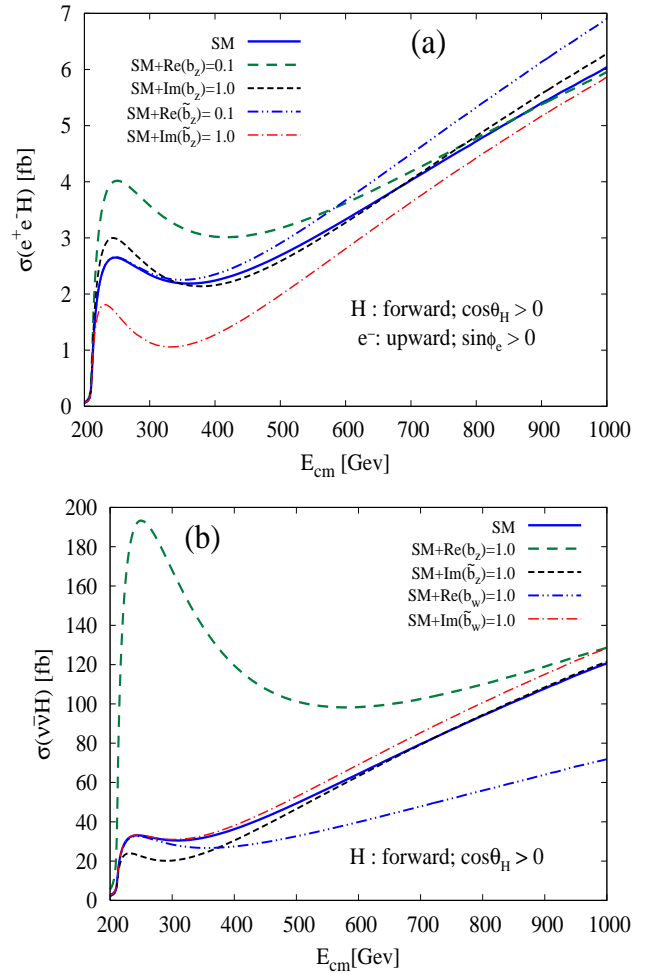 (a)
SM
SM+Re(b_z)=0.1
SM+Im(b_z)=1.0
SM+Re(b̃_z)=0.1
SM+Im(b̃_z)= 1.0
σ(e⁺e⁻H) [fb]
7
6
5
4
3
2
1
0
H : forward; cosθ_H > 0
e⁻: upward; sinϕ_e > 0
200 300 400 500 600 700 800 900 1000
E_cm [Gev]
(b)
SM
SM+Re(b_z)=1.0
SM+Im(b̃_z)=1.0
SM+Re(b_w)=1.0
SM+Im(b̃_w)=1.0
σ(νν̄H) [fb]
200
180
160
140
120
100
80
60
40
20
0
H : forward; cosθ_H > 0
200 300 400 500 600 700 800 900 1000
E_cm[Gev]